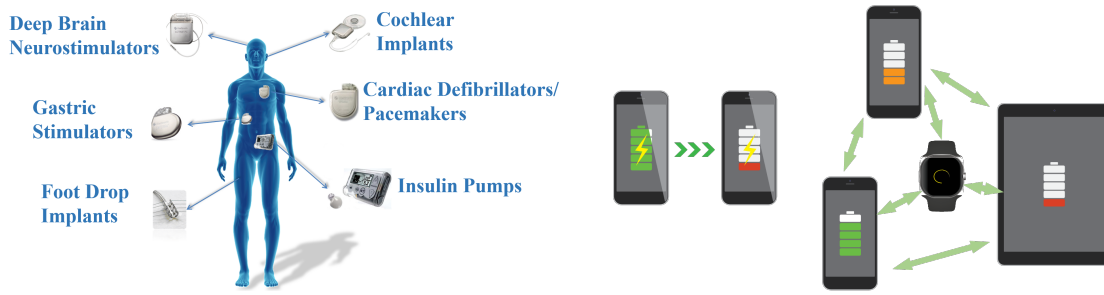 Deep Brain
Neurostimulators
Cochlear
Implants
Cardiac Defibrillators/
Pacemakers
Gastric
Stimulators
Insulin Pumps
Foot Drop
Implants